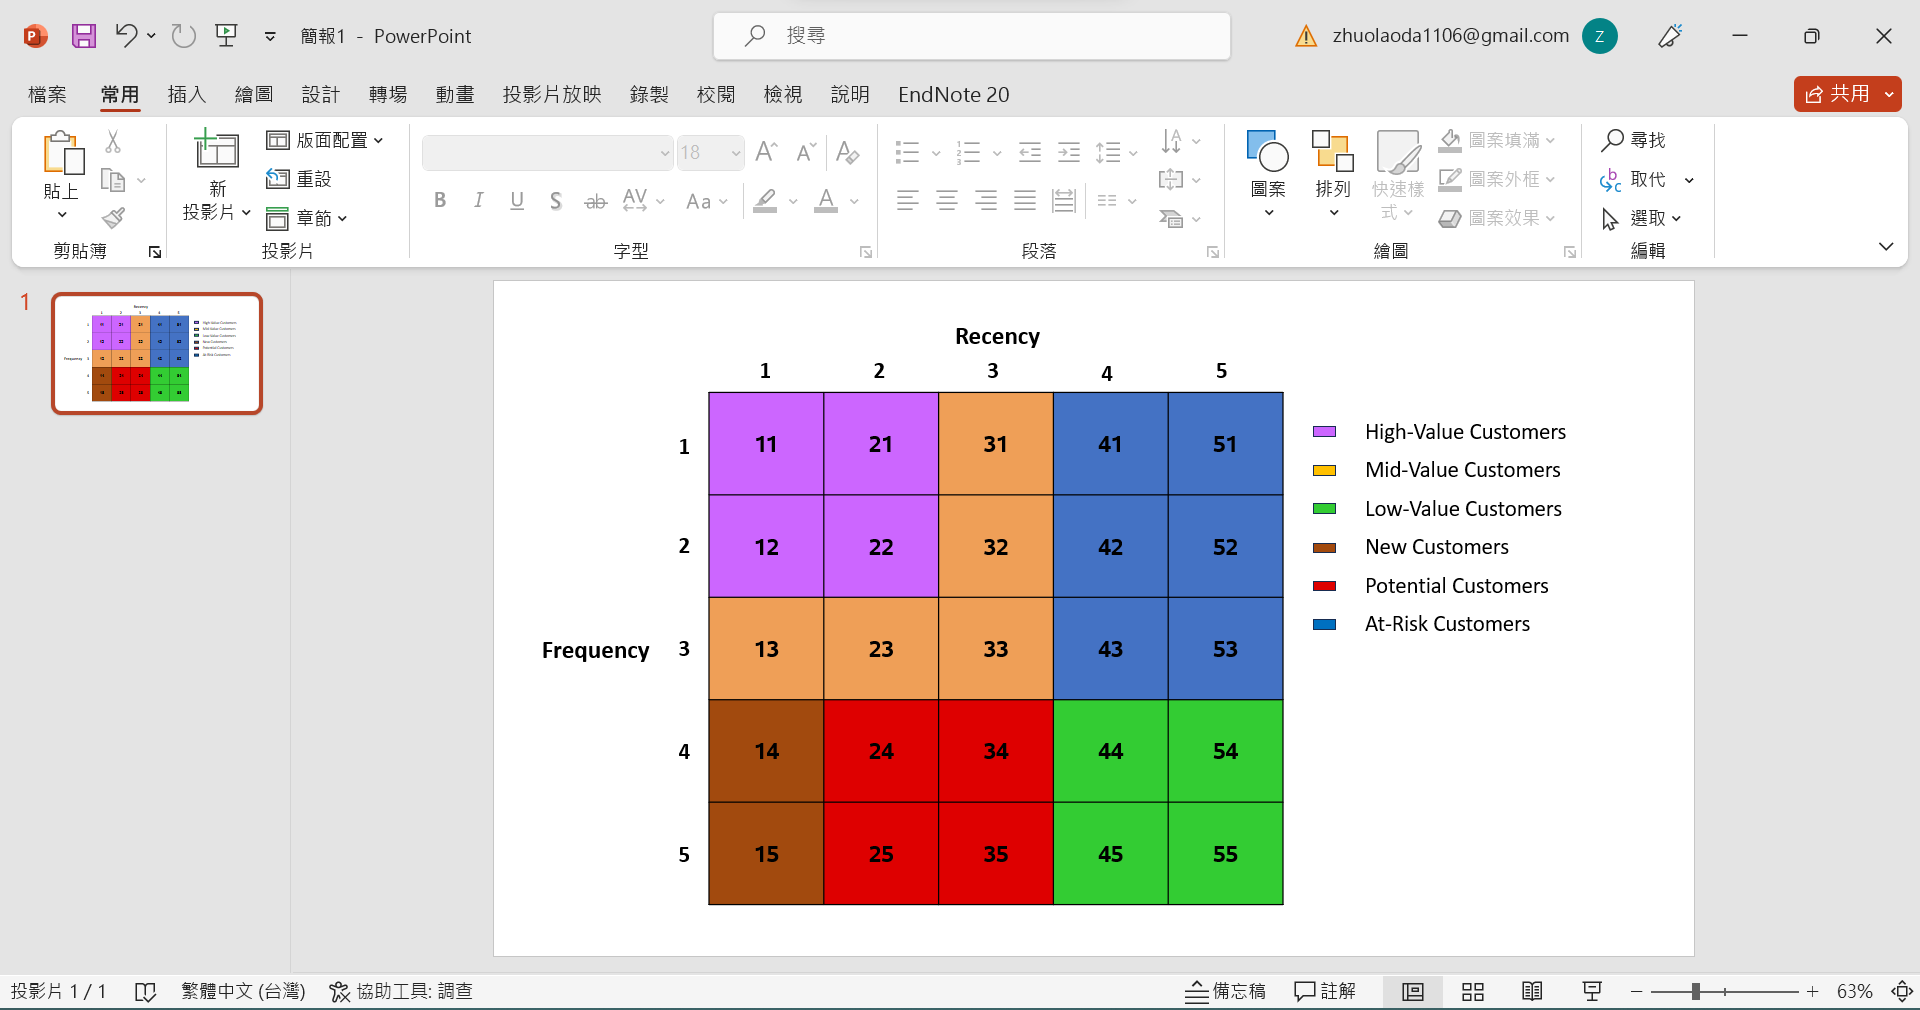 簡報1 - PowerPoint
搜尋
zhuolaoda1106@gmail.com
Z
檔案 常用 插入 繪圖 設計 轉場 動畫 投影片放映 錄製 校閱 檢視 說明 EndNote 20
共用
貼上
剪貼簿
新
投影片
版面配置
重設
章節
投影片
18
B I U S ab AV Aa A
字型
段落
圖案
排列
快速樣
式
圖案填滿
圖案外框
圖案效果
繪圖
尋找
取代
選取
編輯
1
Recency
1 2 3 4 5
1 11 21 31 41 51
2 12 22 32 42 52
Frequency 3 13 23 33 43 53
4 14 24 34 44 54
5 15 25 35 45 55
High-Value Customers
Mid-Value Customers
Low-Value Customers
New Customers
Potential Customers
At-Risk Customers
投影片 1 / 1 繁體中文 (台灣) 協助工具: 調查 備忘稿 註解 63%